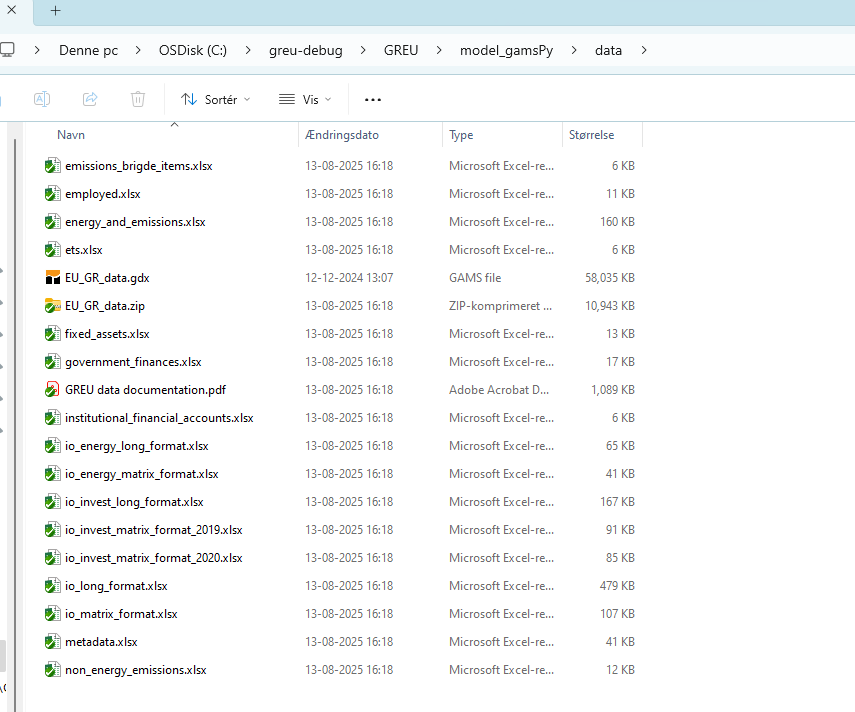 Denne pc > OSDisk (C:) > greu-debug > GREU > model_gamsPy > data >
Sortér Vis
Navn Ændringsdato Type Størrelse
emissions_brigde_items.xlsx 13-08-2025 16:18 Microsoft Excel-re... 6 KB
employed.xlsx 13-08-2025 16:18 Microsoft Excel-re... 11 KB
energy_and_emissions.xlsx 13-08-2025 16:18 Microsoft Excel-re... 160 KB
ets.xlsx 13-08-2025 16:18 Microsoft Excel-re... 6 KB
EU_GR_data.gdx 12-12-2024 13:07 GAMS file 58,035 KB
EU_GR_data.zip 13-08-2025 16:18 ZIP-komprimeret ... 10,943 KB
fixed_assets.xlsx 13-08-2025 16:18 Microsoft Excel-re... 13 KB
government_finances.xlsx 13-08-2025 16:18 Microsoft Excel-re... 17 KB
GREU data documentation.pdf 13-08-2025 16:18 Adobe Acrobat D... 1,089 KB
institutional_financial_accounts.xlsx 13-08-2025 16:18 Microsoft Excel-re... 6 KB
io_energy_long_format.xlsx 13-08-2025 16:18 Microsoft Excel-re... 65 KB
io_energy_matrix_format.xlsx 13-08-2025 16:18 Microsoft Excel-re... 41 KB
io_invest_long_format.xlsx 13-08-2025 16:18 Microsoft Excel-re... 167 KB
io_invest_matrix_format_2019.xlsx 13-08-2025 16:18 Microsoft Excel-re... 91 KB
io_invest_matrix_format_2020.xlsx 13-08-2025 16:18 Microsoft Excel-re... 85 KB
io_long_format.xlsx 13-08-2025 16:18 Microsoft Excel-re... 479 KB
io_matrix_format.xlsx 13-08-2025 16:18 Microsoft Excel-re... 107 KB
metadata.xlsx 13-08-2025 16:18 Microsoft Excel-re... 41 KB
non_energy_emissions.xlsx 13-08-2025 16:18 Microsoft Excel-re... 12 KB